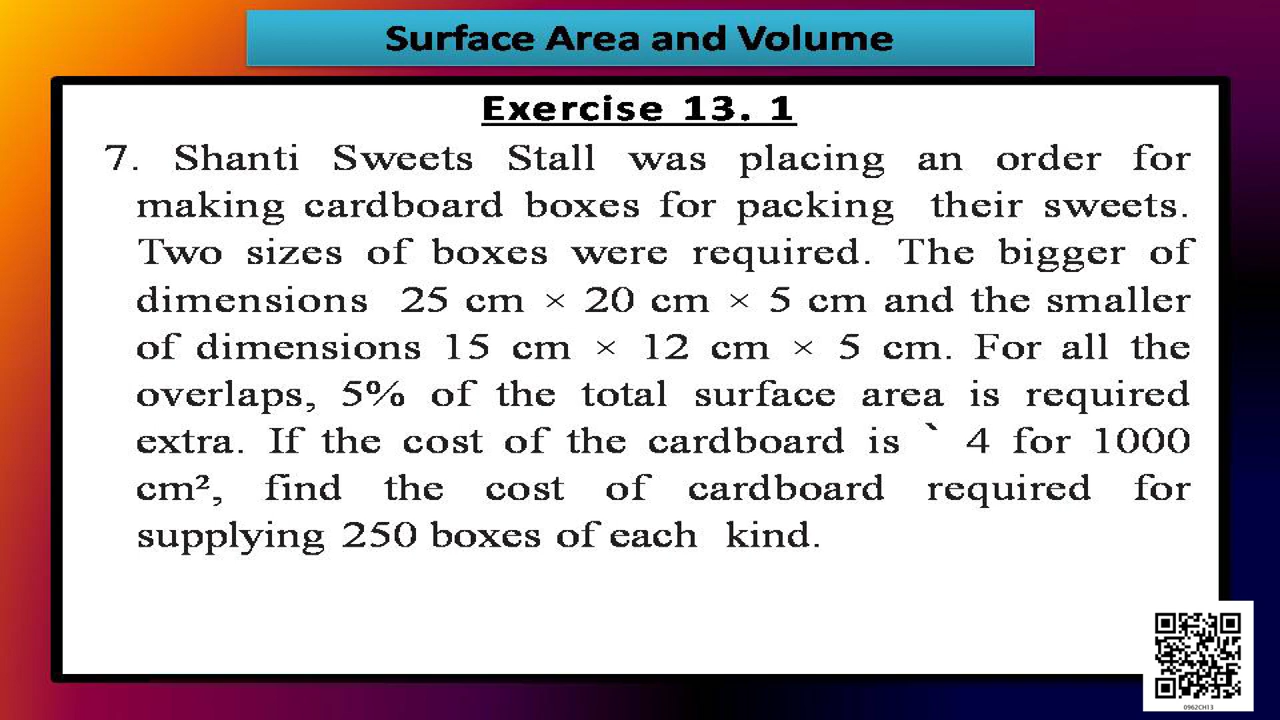 Surface Area and Volume
Exercise 13. 1
7. Shanti Sweets Stall was placing an order for
making cardboard boxes for packing their sweets.
Two sizes of boxes were required. The bigger of
dimensions 25 cm × 20 cm × 5 cm and the smaller
of dimensions 15 cm × 12 cm × 5 cm. For all the
overlaps, 5% of the total surface area is required
extra. If the cost of the cardboard is ` 4 for 1000
cm², find the cost of cardboard required for
supplying 250 boxes of each kind.
0962CH13